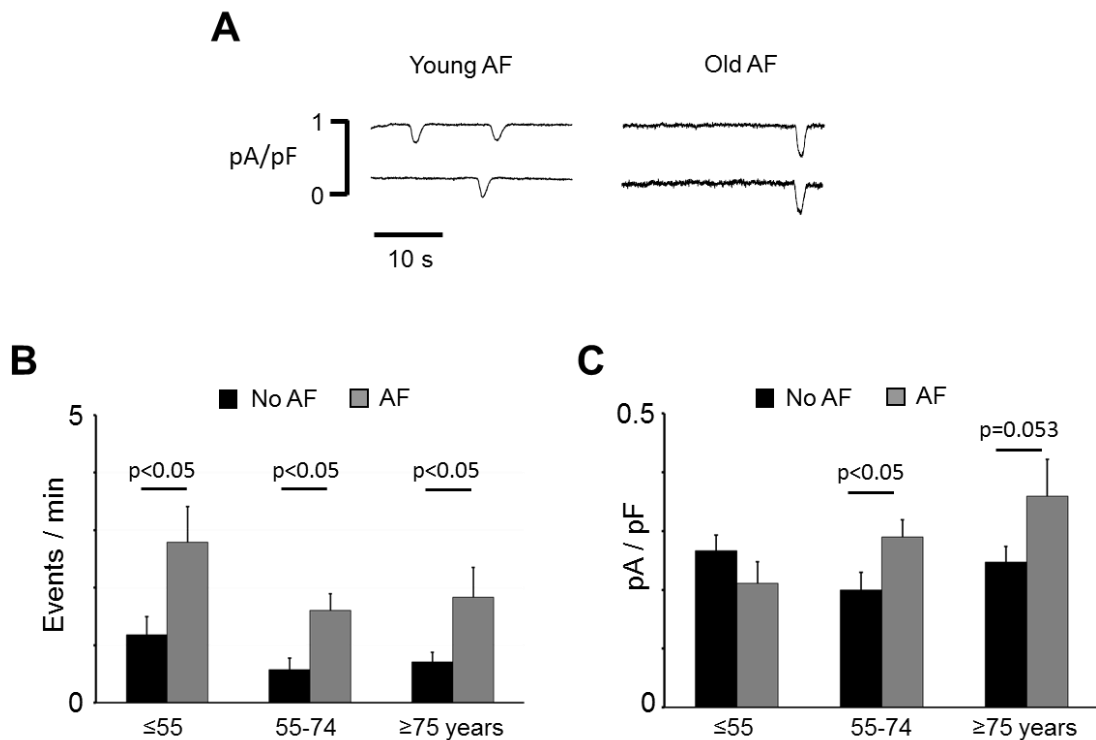 A
Young AF
Old AF
1
pA/pF
0
10 s
B
No AF AF
5
p<0.05
p<0.05
p<0.05
Events / min
0
≤55 55-74 ≥75 years
C
No AF AF
0.5
p=0.053
p<0.05
pA / pF
0
≤55 55-74 ≥75 years